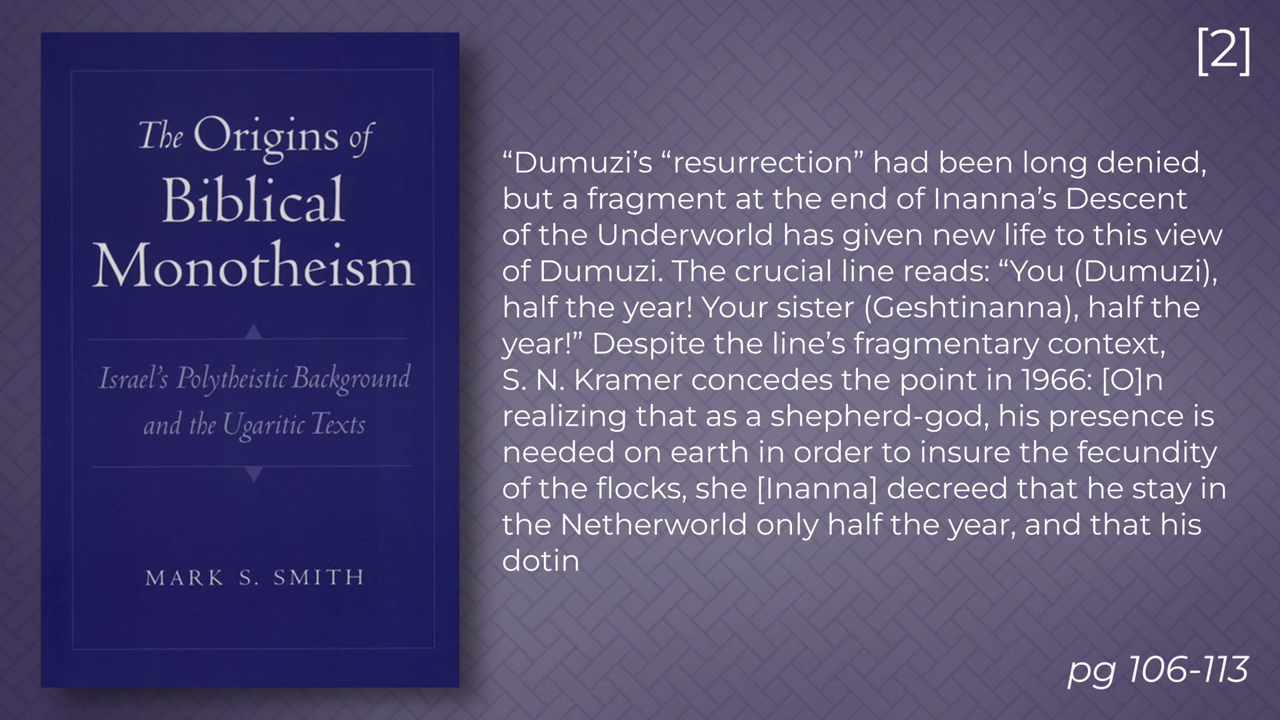 The Origins of
Biblical
Monotheism
Israel's Polytheistic Background
and the Ugaritic Texts
MARK S. SMITH
[2]
“Dumuzi’s “resurrection” had been long denied,
but a fragment at the end of Inanna’s Descent
of the Underworld has given new life to this view
of Dumuzi. The crucial line reads: “You (Dumuzi),
half the year! Your sister (Geshtinanna), half the
year!” Despite the line’s fragmentary context,
S. N. Kramer concedes the point in 1966: [O]n
realizing that as a shepherd-god, his presence is
needed on earth in order to insure the fecundity
of the flocks, she [Inanna] decreed that he stay in
the Netherworld only half the year, and that his
dotin
pg 106-113